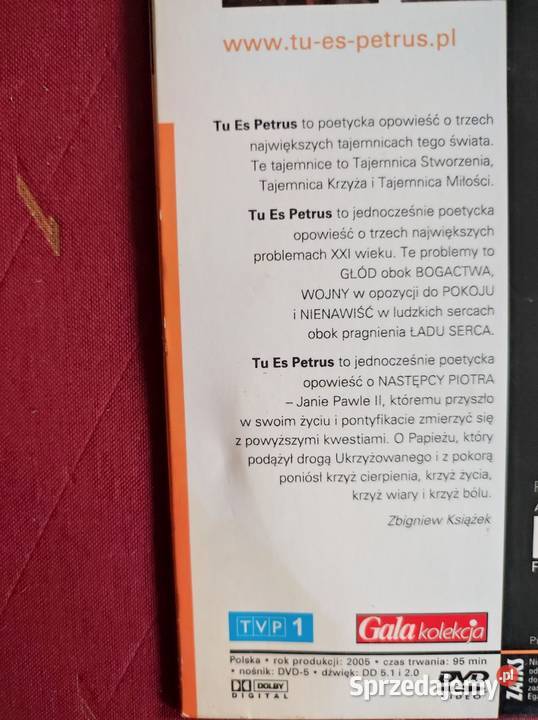 www.tu-es-petrus.pl
Tu Es Petrus to poetycka opowieść o trzech
największych tajemnicach tego świata.
Te tajemnice to Tajemnica Stworzenia,
Tajemnica Krzyża i Tajemnica Miłości.
Tu Es Petrus to jednocześnie poetycka
opowieść o trzech największych
problemach XXI wieku. Te problemy to
GŁÓD obok BOGACTWA,
WOJNY w opozycji do POKOJU
i NIENAWIŚĆ w ludzkich sercach
obok pragnienia ŁADU SERCA.
Tu Es Petrus to jednocześnie poetycka
opowieść o NASTĘPCY PIOTRA
– Janie Pawle II, któremu przyszło
w swoim życiu i pontyfikacie zmierzyć się
z powyższymi kwestiami. O Papieżu, który
podążył drogą Ukrzyżowanego i z pokorą
poniósł krzyż cierpienia, krzyż życia,
krzyż wiary i krzyż bólu.
Zbigniew Książek
TVP 1
Gala kolekcja
Polska • rok produkcji: 2005 • czas trwania: 95 min
• nośnik: DVD-5 • dźwięk: DD 5.1 i 2.0
DOLBY
DIGITAL
DVD
VIDEO
ZAiKS
Sprzedajemy.pl